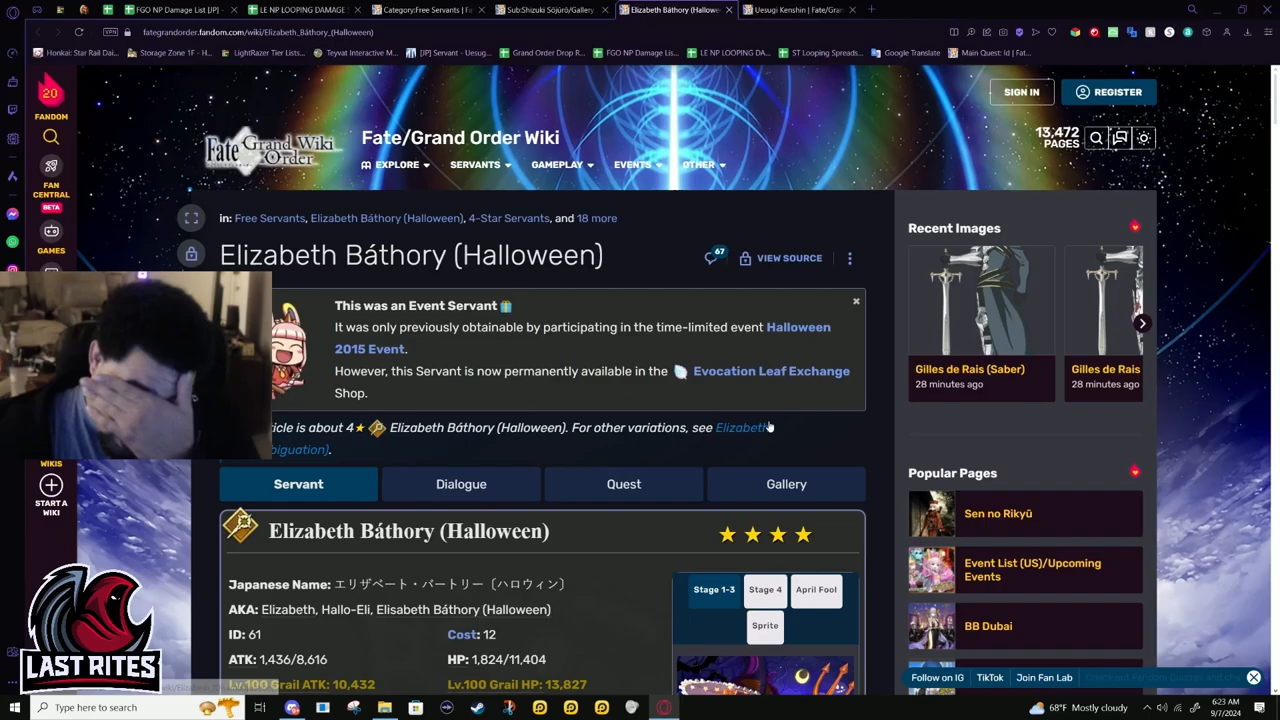 FGO NP Damage List [JP]
LE NP LOOPING DAMAGE
Category:Free Servants | Fa
Sub:Shizuki Sōjūrō/Gallery
Elizabeth Báthory (Hallowe
Uesugi Kenshin | Fate/Gran
VPN
fategrandorder.fandom.com/wiki/Elizabeth_Báthory_(Halloween)
Honkai: Star Rail Dai...
Storage Zone 1F - H...
LightRazer Tier Lists...
Teyvat Interactive M...
[JP] Servant - Uesug...
Grand Order Drop R...
FGO NP Damage Lis...
LE NP LOOPING DA...
ST Looping Spreads...
Google Translate
Main Quest: Id | Fat...
20
FANDOM
FAN
CENTRAL
BETA
GAMES
WIKIS
START A
WIKI
SIGN IN
REGISTER
Fate Grand Wiki
Order
Fate/Grand Order Wiki
13,472
PAGES
EXPLORE
SERVANTS
GAMEPLAY
EVENTS
OTHER
in: Free Servants, Elizabeth Báthory (Halloween), 4-Star Servants, and 18 more
Elizabeth Báthory (Halloween)
67
VIEW SOURCE
This was an Event Servant
It was only previously obtainable by participating in the time-limited event Halloween
2015 Event.
However, this Servant is now permanently available in the Evocation Leaf Exchange
Shop.
icle is about 4★ Elizabeth Báthory (Halloween). For other variations, see Elizabeth
biguation).
Servant
Dialogue
Quest
Gallery
Elizabeth Báthory (Halloween)
Japanese Name: エリザベート・バートリー〔ハロウィン〕
AKA: Elizabeth, Hallo-Eli, Elisabeth Báthory (Halloween)
ID: 61
Cost: 12
ATK: 1,436/8,616
HP: 1,824/11,404
Lv.100 Grail ATK: 10,432
Lv.100 Grail HP: 13,827
Stage 1-3
Stage 4
April Fool
Sprite
Recent Images
Gilles de Rais (Saber)
28 minutes ago
Gilles de Rais
28 minutes ago
Popular Pages
Sen no Rikyū
Event List (US)/Upcoming
Events
BB Dubai
Follow on IG
TikTok
Join Fan Lab
LAST RITES
Type here to search
68°F Mostly cloudy
6:23 AM
9/7/2024